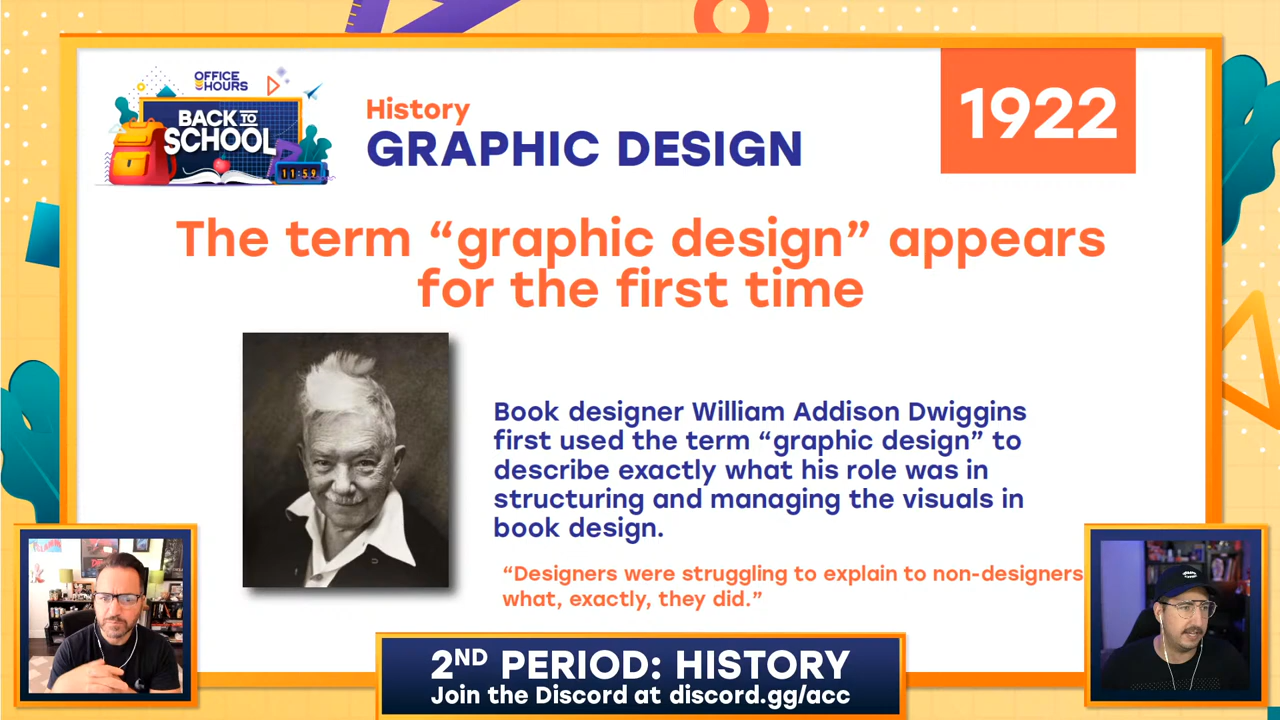 OFFICE
HOURS
BACK TO
SCHOOL
11:59
History
GRAPHIC DESIGN
1922
The term “graphic design” appears
for the first time
Book designer William Addison Dwiggins
first used the term “graphic design” to
describe exactly what his role was in
structuring and managing the visuals in
book design.
“Designers were struggling to explain to non-designers
what, exactly, they did.”
2ND PERIOD: HISTORY
Join the Discord at discord.gg/acc